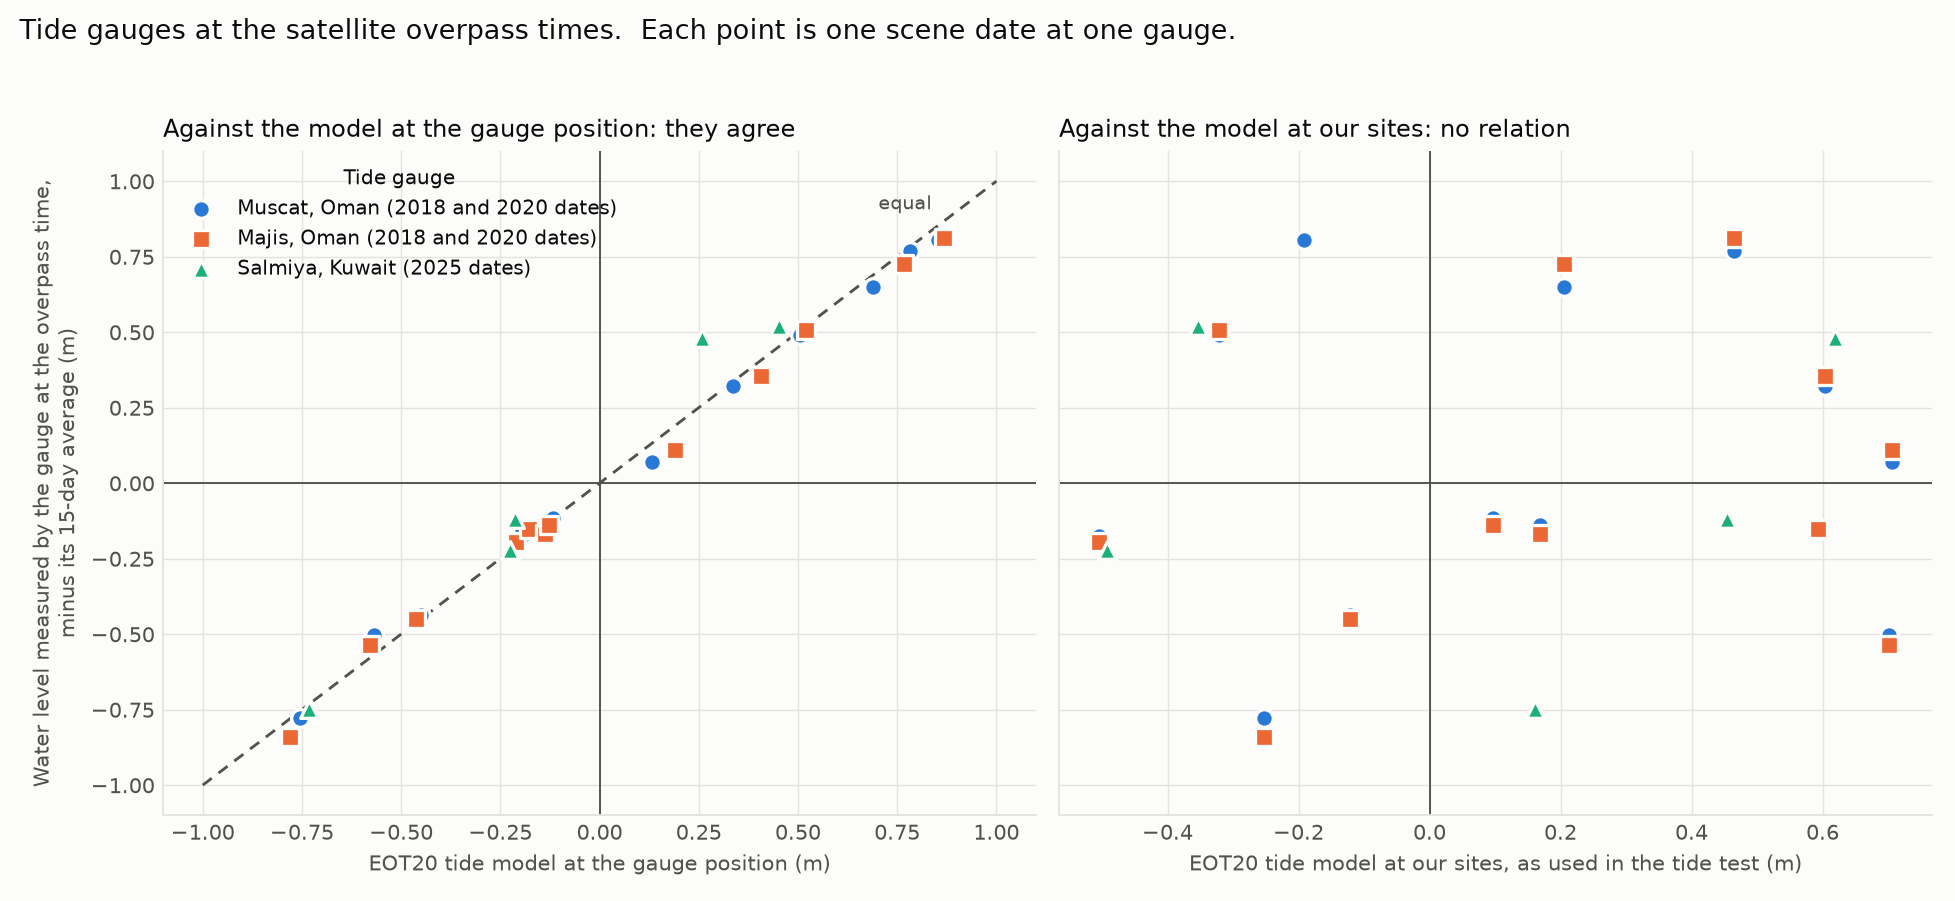 Tide gauges at the satellite overpass times.  Each point is one scene date at one gauge.
Against the model at the gauge position: they agree
Against the model at our sites: no relation
Tide gauge
Muscat, Oman (2018 and 2020 dates)
Majis, Oman (2018 and 2020 dates)
Salmiya, Kuwait (2025 dates)
equal
Water level measured by the gauge at the overpass time,
minus its 15-day average (m)
1.00
0.75
0.50
0.25
0.00
−0.25
−0.50
−0.75
−1.00
−1.00 −0.75 −0.50 −0.25 0.00 0.25 0.50 0.75 1.00
EOT20 tide model at the gauge position (m)
−0.4 −0.2 0.0 0.2 0.4 0.6
EOT20 tide model at our sites, as used in the tide test (m)